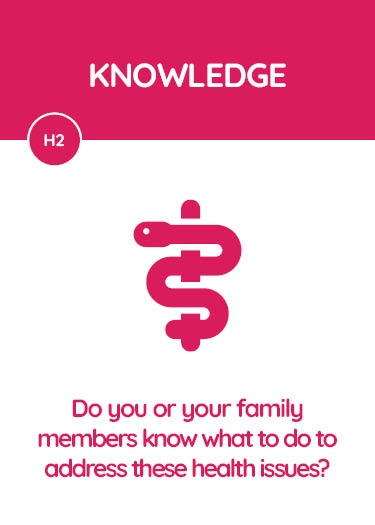 KNOWLEDGE
H2
Do you or your family
members know what to do to
address these health issues?